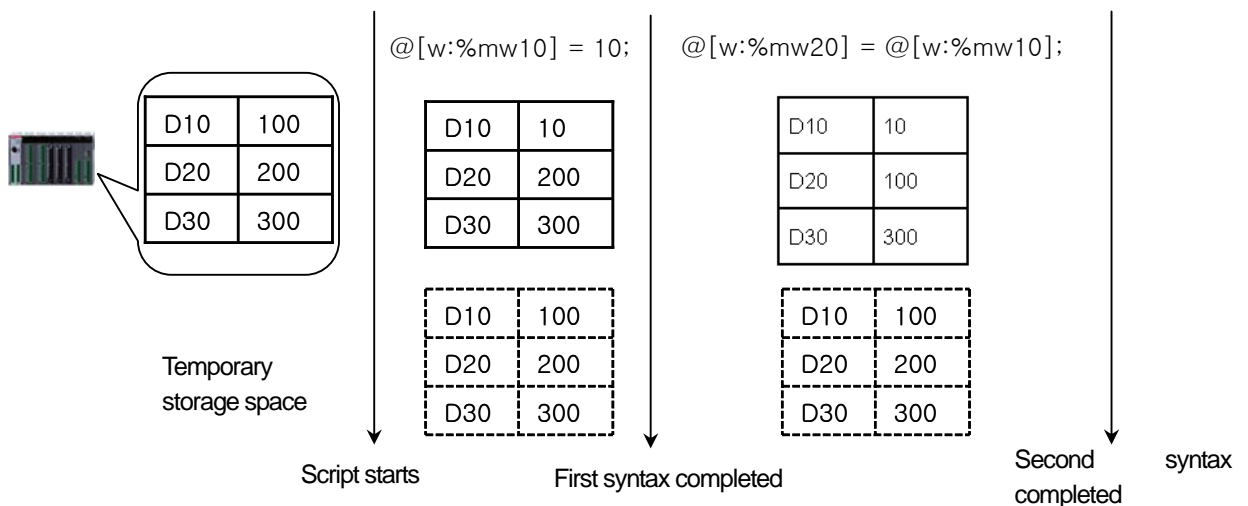 @[w:%mw10] = 10;
@[w:%mw20] = @[w:%mw10];
D10 100
D20 200
D30 300
D10 10
D20 200
D30 300
D10 10
D20 100
D30 300
Temporary
storage space
D10 100
D20 200
D30 300
D10 100
D20 200
D30 300
Script starts
First syntax completed
Second syntax
completed